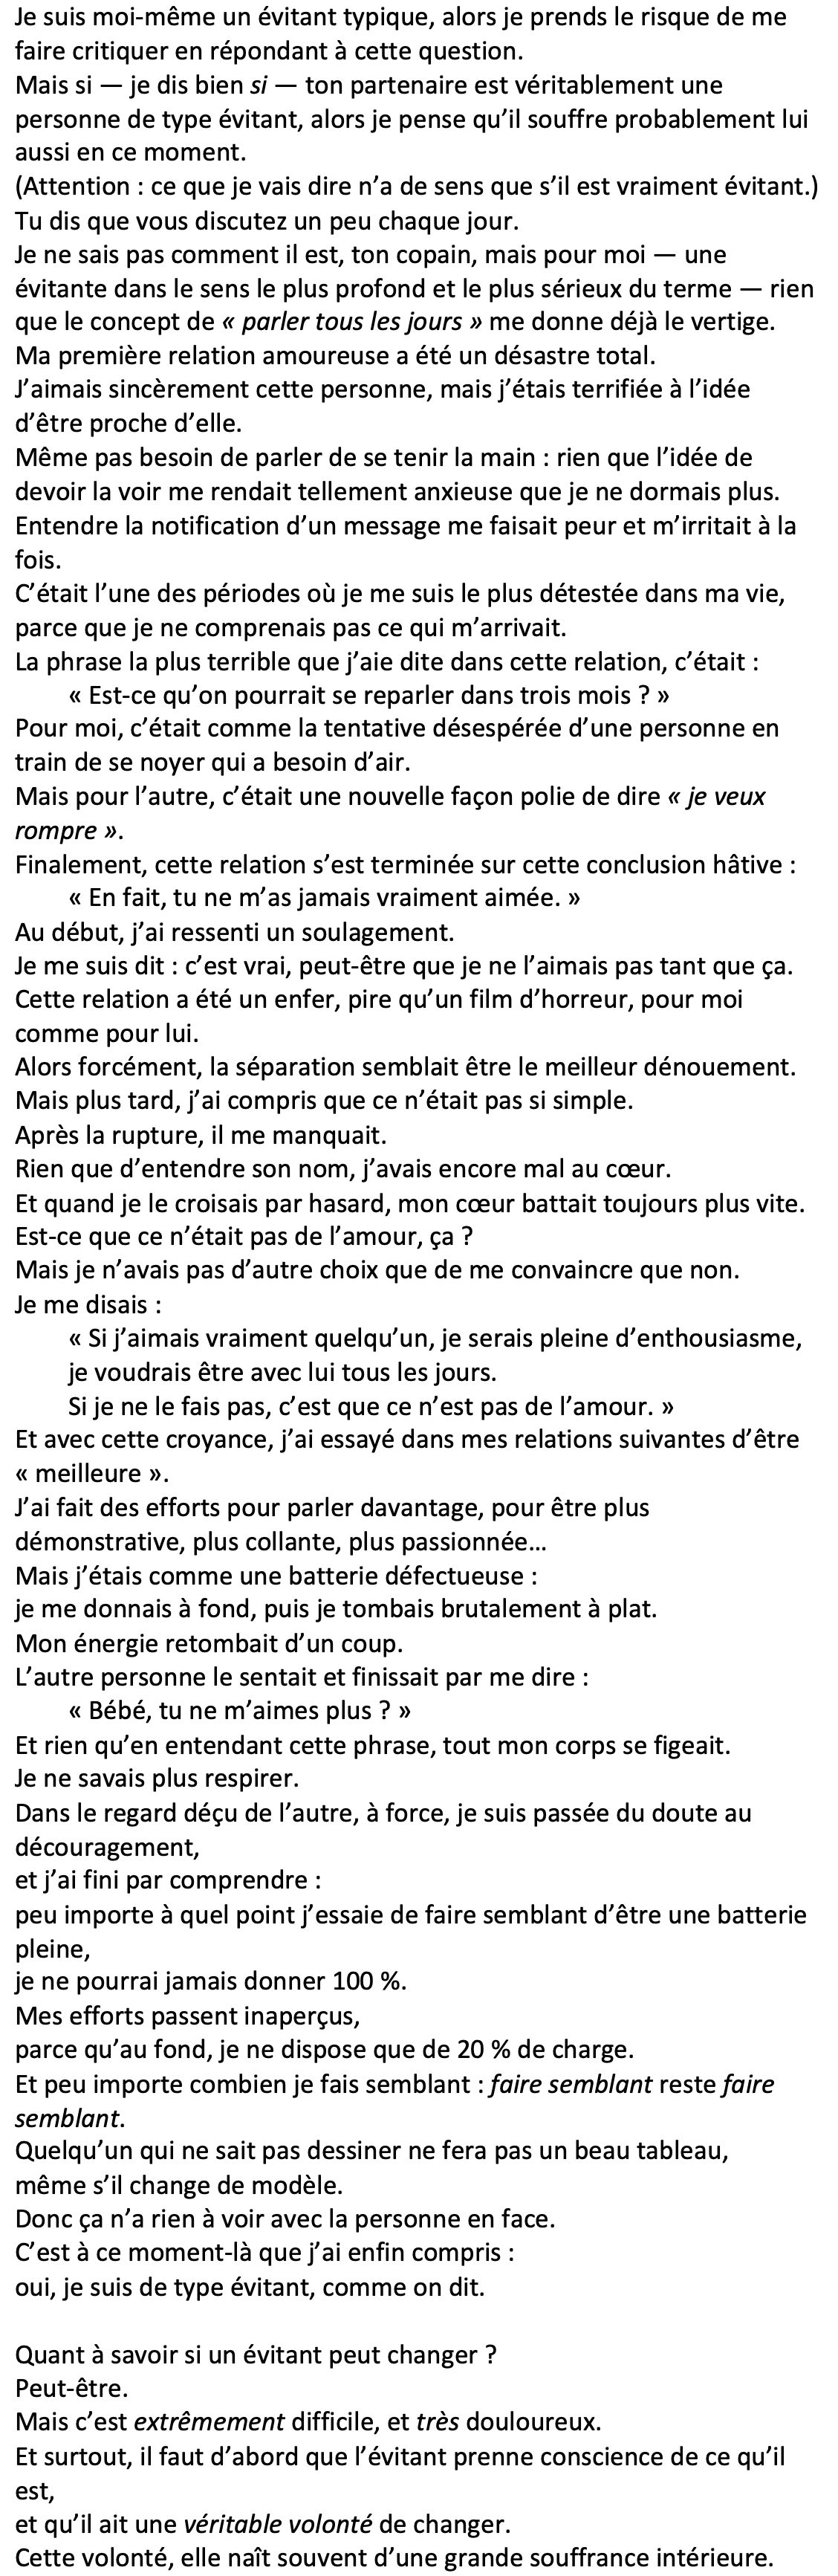 Je suis moi-même un évitant typique, alors je prends le risque de me
faire critiquer en répondant à cette question.
Mais si — je dis bien si — ton partenaire est véritablement une
personne de type évitant, alors je pense qu’il souffre probablement lui
aussi en ce moment.
(Attention : ce que je vais dire n’a de sens que s’il est vraiment évitant.)
Tu dis que vous discutez un peu chaque jour.
Je ne sais pas comment il est, ton copain, mais pour moi — une
évitante dans le sens le plus profond et le plus sérieux du terme — rien
que le concept de « parler tous les jours » me donne déjà le vertige.
Ma première relation amoureuse a été un désastre total.
J’aimais sincèrement cette personne, mais j’étais terrifiée à l’idée
d’être proche d’elle.
Même pas besoin de parler de se tenir la main : rien que l’idée de
devoir la voir me rendait tellement anxieuse que je ne dormais plus.
Entendre la notification d’un message me faisait peur et m’irritait à la
fois.
C’était l’une des périodes où je me suis le plus détestée dans ma vie,
parce que je ne comprenais pas ce qui m’arrivait.
La phrase la plus terrible que j’aie dite dans cette relation, c’était :
« Est-ce qu’on pourrait se reparler dans trois mois ? »
Pour moi, c’était comme la tentative désespérée d’une personne en
train de se noyer qui a besoin d’air.
Mais pour l’autre, c’était une nouvelle façon polie de dire « je veux
rompre ».
Finalement, cette relation s’est terminée sur cette conclusion hâtive :
« En fait, tu ne m’as jamais vraiment aimée. »
Au début, j’ai ressenti un soulagement.
Je me suis dit : c’est vrai, peut-être que je ne l’aimais pas tant que ça.
Cette relation a été un enfer, pire qu’un film d’horreur, pour moi
comme pour lui.
Alors forcément, la séparation semblait être le meilleur dénouement.
Mais plus tard, j’ai compris que ce n’était pas si simple.
Après la rupture, il me manquait.
Rien que d’entendre son nom, j’avais encore mal au cœur.
Et quand je le croisais par hasard, mon cœur battait toujours plus vite.
Est-ce que ce n’était pas de l’amour, ça ?
Mais je n’avais pas d’autre choix que de me convaincre que non.
Je me disais :
« Si j’aimais vraiment quelqu’un, je serais pleine d’enthousiasme,
je voudrais être avec lui tous les jours.
Si je ne le fais pas, c’est que ce n’est pas de l’amour. »
Et avec cette croyance, j’ai essayé dans mes relations suivantes d’être
« meilleure ».
J’ai fait des efforts pour parler davantage, pour être plus
démonstrative, plus collante, plus passionnée…
Mais j’étais comme une batterie défectueuse :
je me donnais à fond, puis je tombais brutalement à plat.
Mon énergie retombait d’un coup.
L’autre personne le sentait et finissait par me dire :
« Bébé, tu ne m’aimes plus ? »
Et rien qu’en entendant cette phrase, tout mon corps se figeait.
Je ne savais plus respirer.
Dans le regard déçu de l’autre, à force, je suis passée du doute au
découragement,
et j’ai fini par comprendre :
peu importe à quel point j’essaie de faire semblant d’être une batterie
pleine,
je ne pourrai jamais donner 100 %.
Mes efforts passent inaperçus,
parce qu’au fond, je ne dispose que de 20 % de charge.
Et peu importe combien je fais semblant : faire semblant reste faire
semblant.
Quelqu’un qui ne sait pas dessiner ne fera pas un beau tableau,
même s’il change de modèle.
Donc ça n’a rien à voir avec la personne en face.
C’est à ce moment-là que j’ai enfin compris :
oui, je suis de type évitant, comme on dit.
Quant à savoir si un évitant peut changer ?
Peut-être.
Mais c’est extrêmement difficile, et très douloureux.
Et surtout, il faut d’abord que l’évitant prenne conscience de ce qu’il
est,
et qu’il ait une véritable volonté de changer.
Cette volonté, elle naît souvent d’une grande souffrance intérieure.